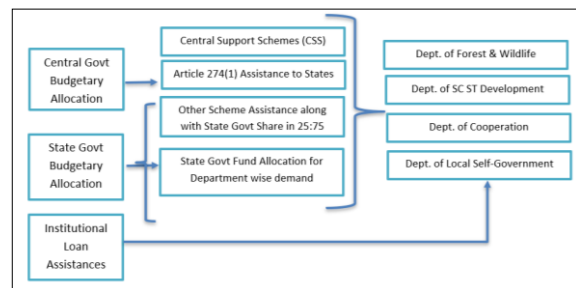 Central Govt
Budgetary
Allocation
State Govt
Budgetary
Allocation
Institutional
Loan
Assistances
Central Support Schemes (CSS)
Article 274(1) Assistance to States
Other Scheme Assistance along
with State Govt Share in 25:75
State Govt Fund Allocation for
Department wise demand
Dept. of Forest & Wildlife
Dept. of SC ST Development
Dept. of Cooperation
Dept. of Local Self-Government